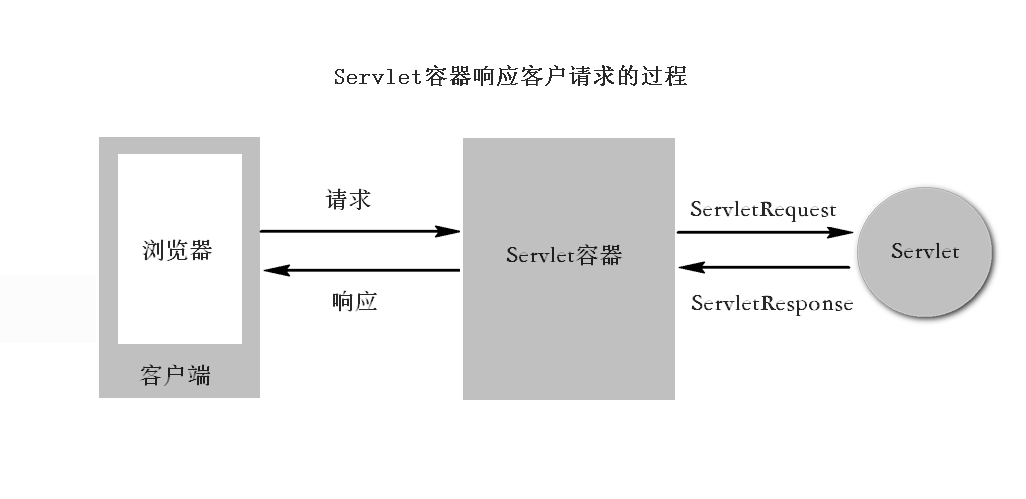 Servlet容器响应客户请求的过程
请求
ServletRequest
浏览器
Servlet容器
Servlet
响应
ServletResponse
客户端